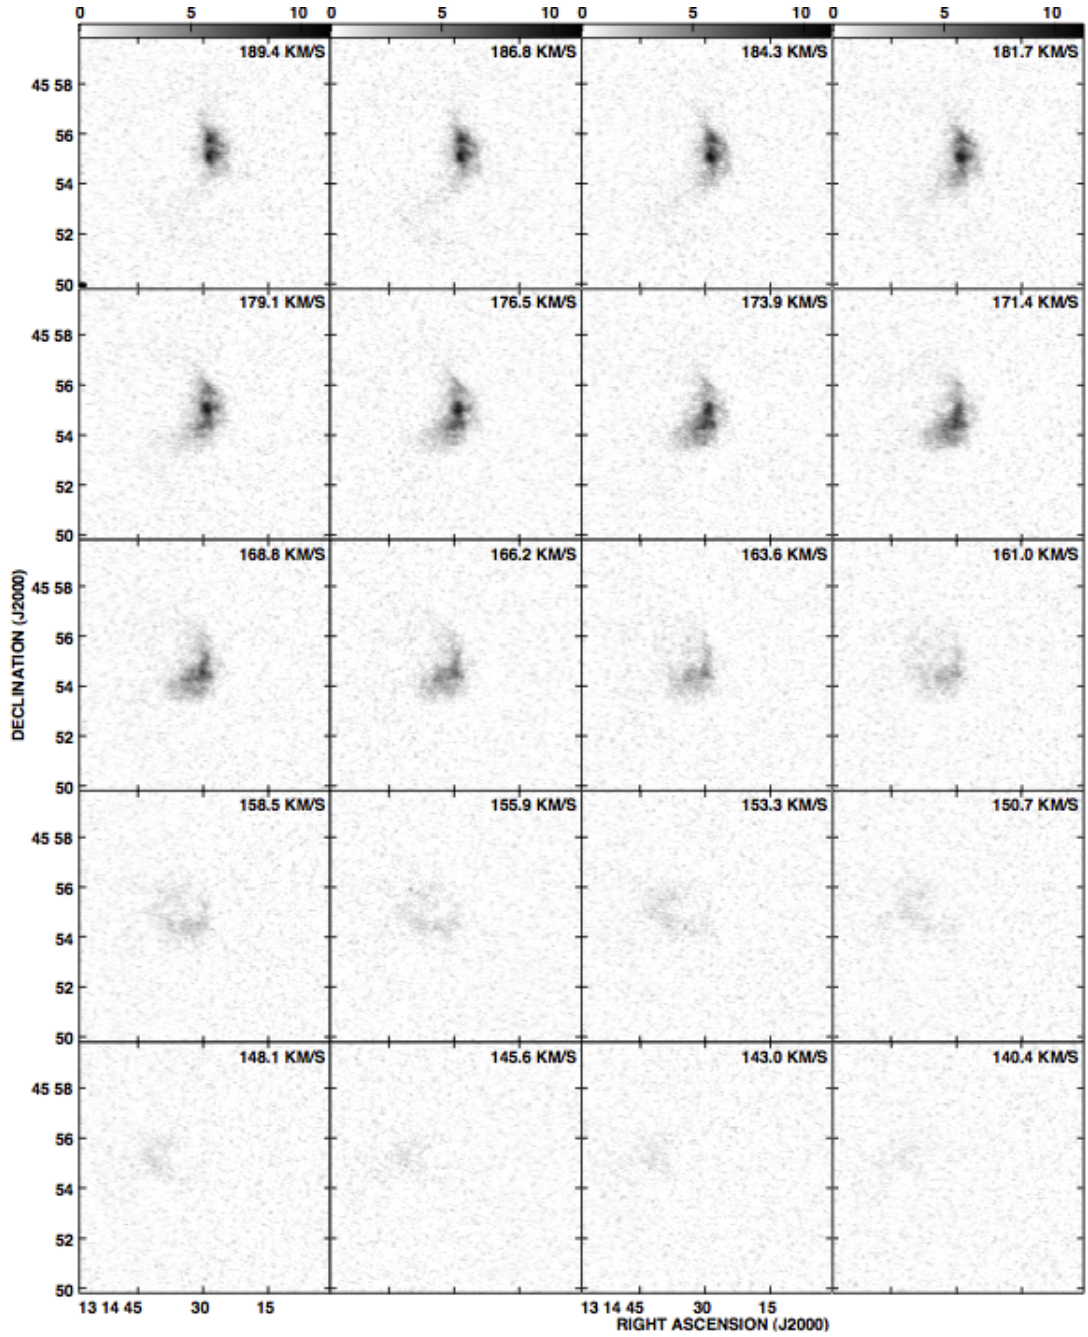 0 5 10 0 5 10 0 5 10 0 5 10
189.4 KM/S 186.8 KM/S 184.3 KM/S 181.7 KM/S
45 58
56
54
52
50
179.1 KM/S 176.5 KM/S 173.9 KM/S 171.4 KM/S
45 58
56
54
52
50
168.8 KM/S 166.2 KM/S 163.6 KM/S 161.0 KM/S
45 58
56
54
52
50
DECLINATION (J2000)
158.5 KM/S 155.9 KM/S 153.3 KM/S 150.7 KM/S
45 58
56
54
52
50
148.1 KM/S 145.6 KM/S 143.0 KM/S 140.4 KM/S
45 58
56
54
52
50
13 14 45 30 15 13 14 45 30 15
RIGHT ASCENSION (J2000)